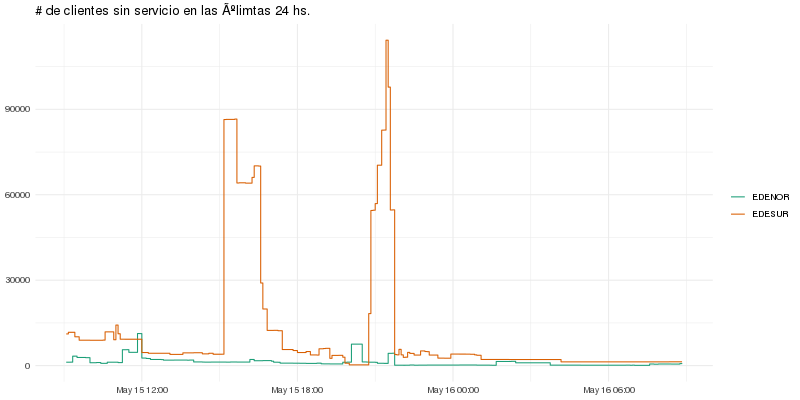 # de clientes sin servicio en las Ãºlimtas 24 hs.
90000
60000
30000
0
May 15 12:00
May 15 18:00
May 16 00:00
May 16 06:00
EDENOR
EDESUR